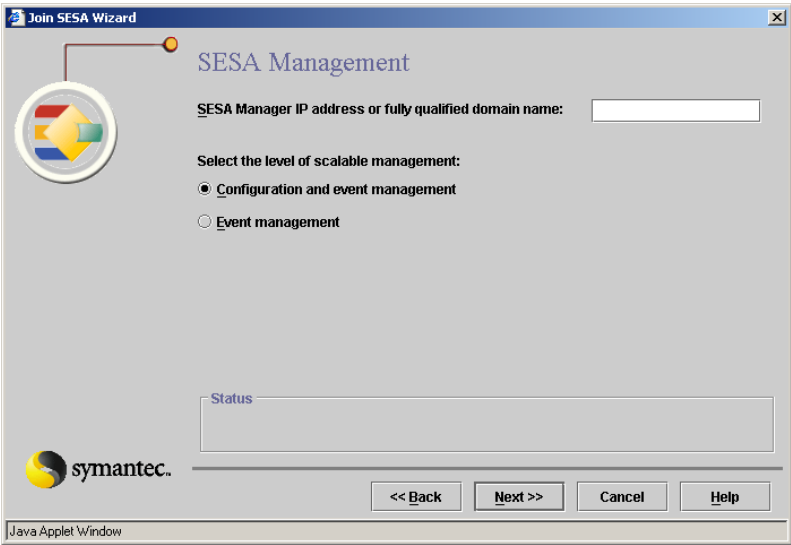 Join SESA Wizard
SESA Management
SESA Manager IP address or fully qualified domain name:
Select the level of scalable management:
Configuration and event management
Event management
Status
symantec.
<< Back Next >> Cancel Help
Java Applet Window